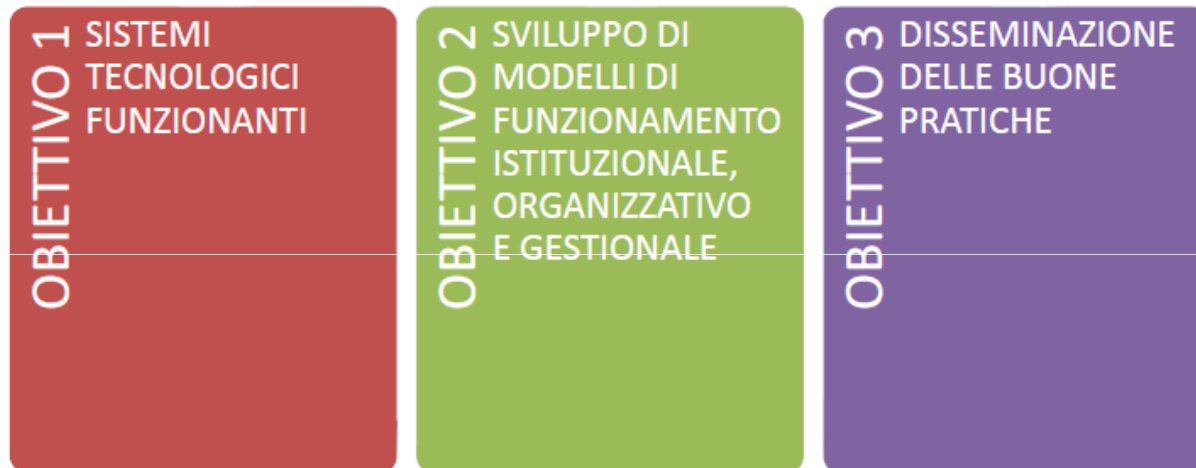 OBIETTIVO 1
SISTEMI
TECNOLOGICI
FUNZIONANTI
OBIETTIVO 2
SVILUPPO DI
MODELLI DI
FUNZIONAMENTO
ISTITUZIONALE,
ORGANIZZATIVO
E GESTIONALE
OBIETTIVO 3
DISSEMINAZIONE
DELLE BUONE
PRATICHE